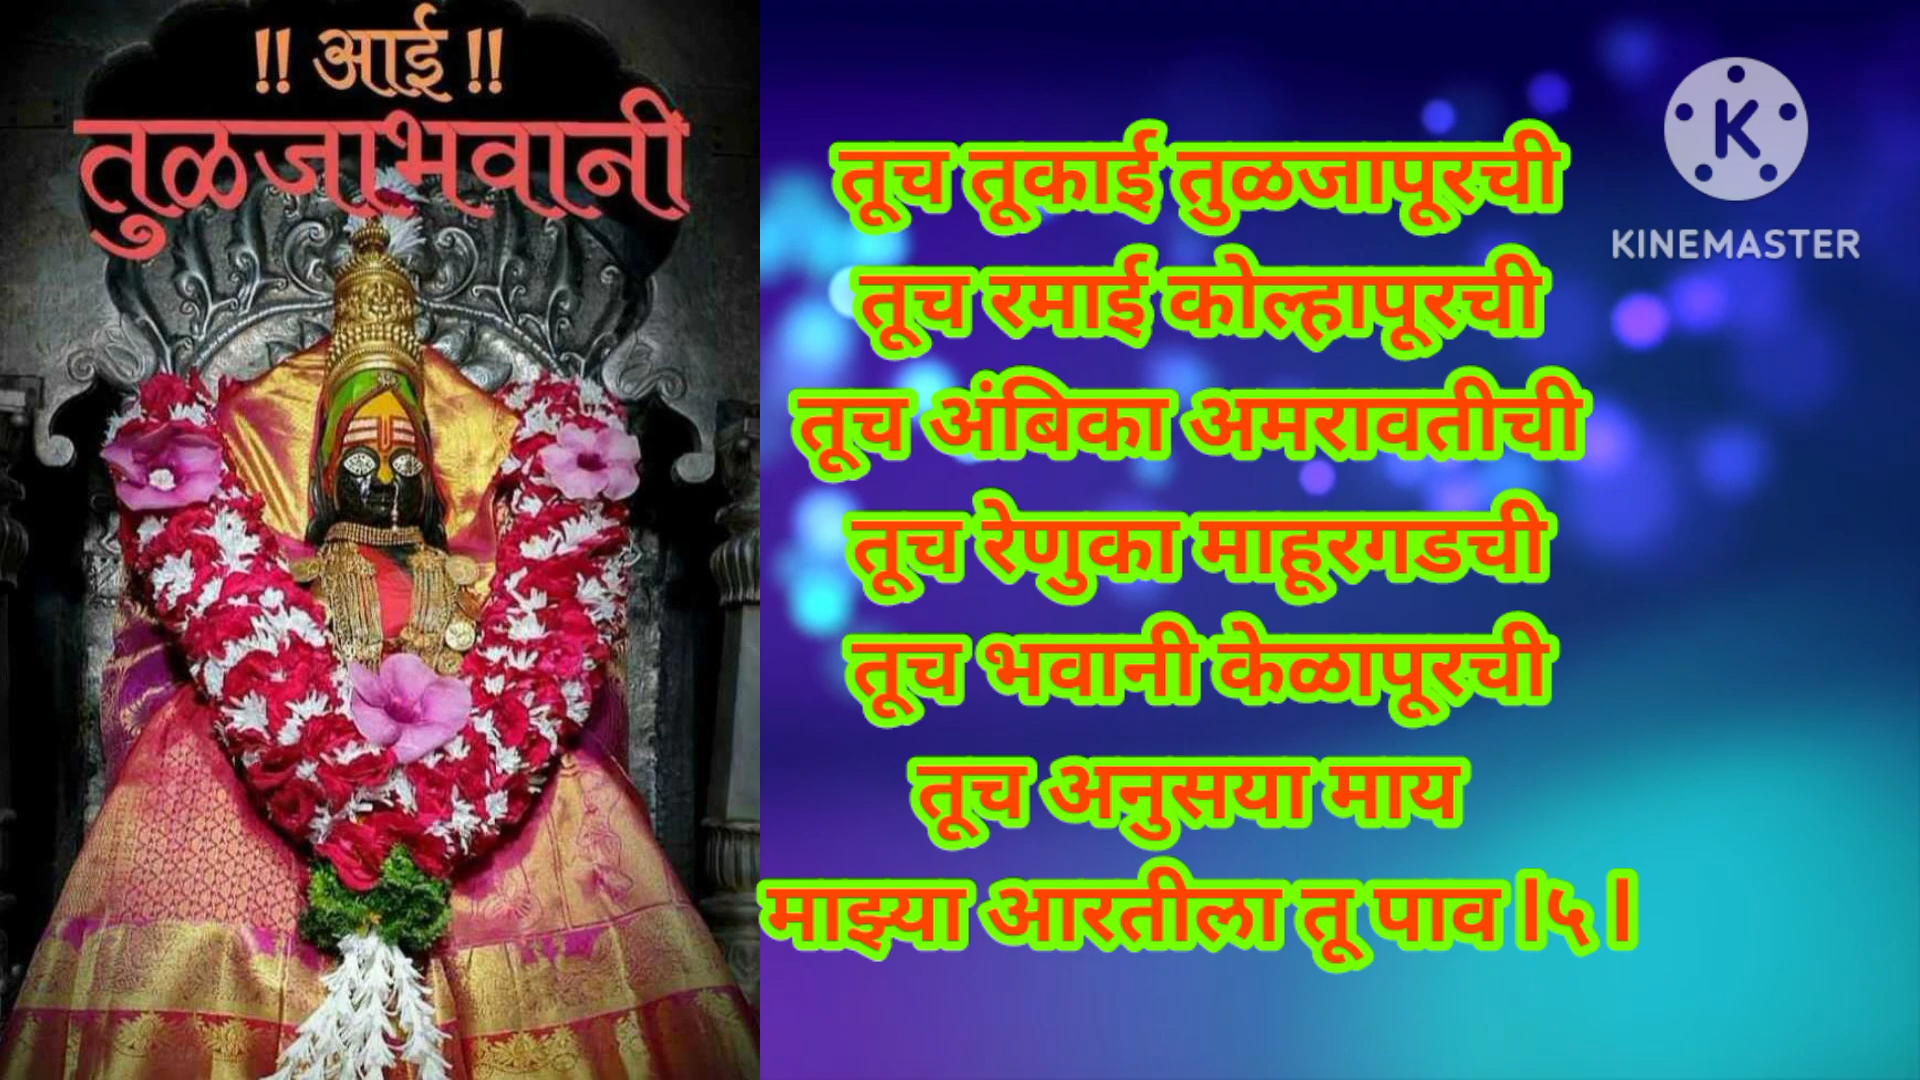 !! आई !!
तुळजाभवानी
तूच तूकाई तुळजापूरची
तूच रमाई कोल्हापूरची
तूच अंबिका अमरावतीची
तूच रेणुका माहूरगडची
तूच भवानी केळापूरची
तूच अनुसया माय
माझ्या आरतीला तू पाव।५।
K
KINEMASTER